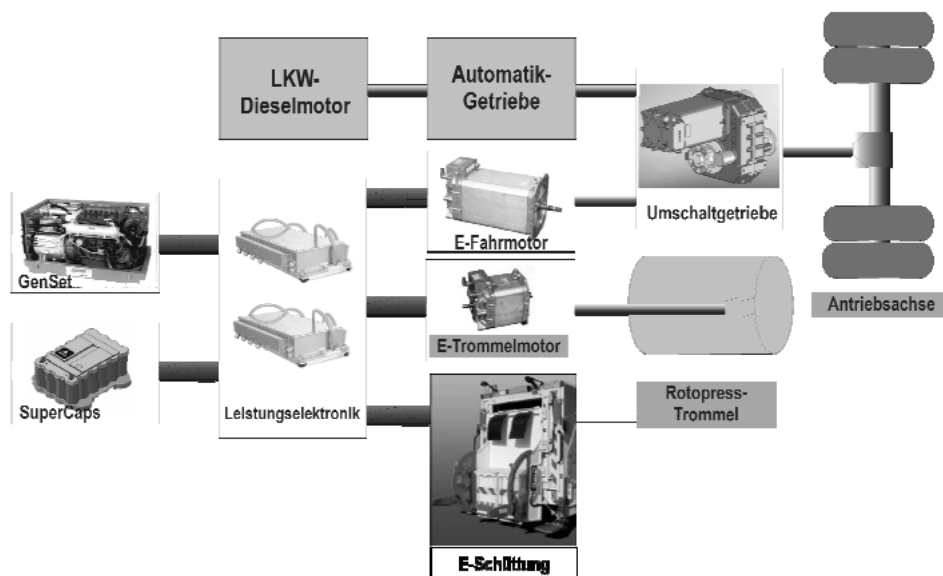 LKW-
Dieselmotor
Automatik-
Getriebe
Umschaltgetriebe
E-Fahrmotor
GenSet
Antriebsachse
E-Trommelmotor
SuperCaps
Leistungselektronik
Rotopress-
Trommel
E-Schüttung